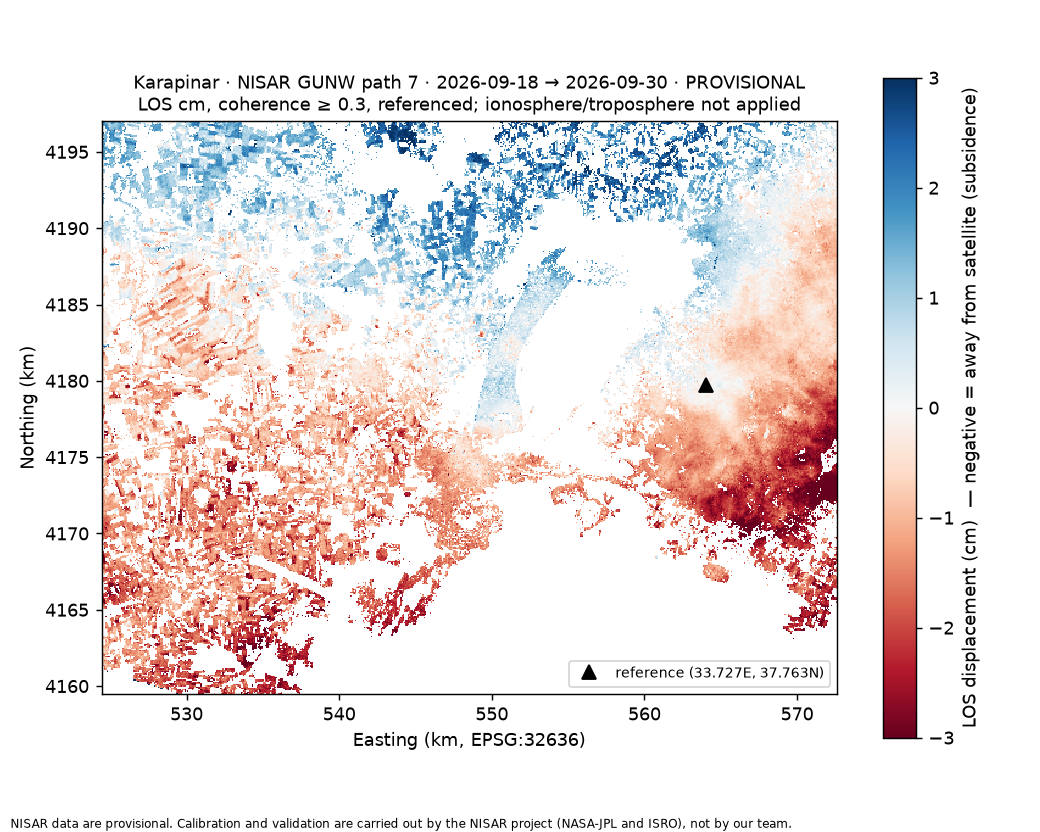 Karapinar · NISAR GUNW path 7 · 2026-09-18 → 2026-09-30 · PROVISIONAL
LOS cm, coherence ≥ 0.3, referenced; ionosphere/troposphere not applied
4195
4190
4185
4180
4175
4170
4165
4160
Northing (km)
530
540
550
560
570
Easting (km, EPSG:32636)
reference (33.727E, 37.763N)
3
2
1
0
−1
−2
−3
LOS displacement (cm) — negative = away from satellite (subsidence)
NISAR data are provisional. Calibration and validation are carried out by the NISAR project (NASA-JPL and ISRO), not by our team.